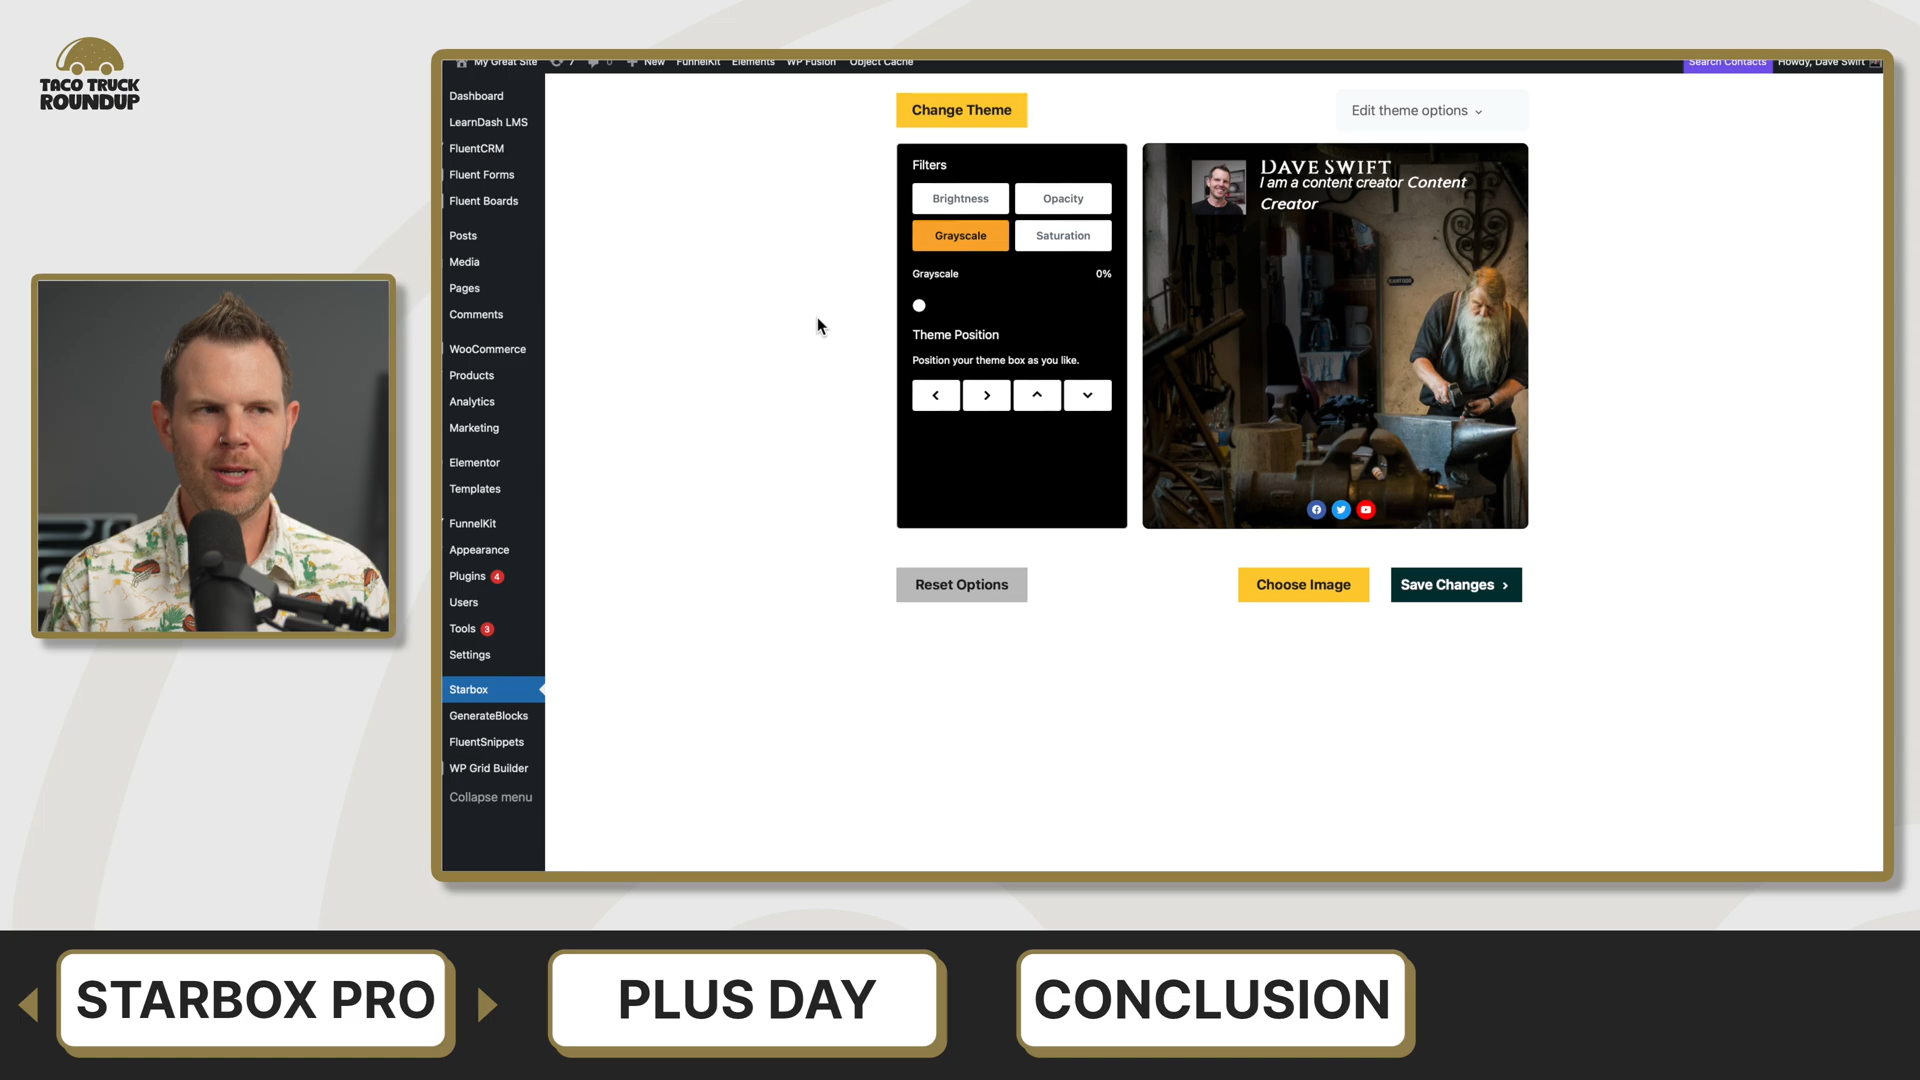 TACO TRUCK
ROUNDUP
My Great Site 7 0 New FunnelKit Elements WP Fusion Object Cache Search Contacts Howdy, Dave Swift
Dashboard
LearnDash LMS
FluentCRM
Fluent Forms
Fluent Boards
Posts
Media
Pages
Comments
WooCommerce
Products
Analytics
Marketing
Elementor
Templates
FunnelKit
Appearance
Plugins 4
Users
Tools 3
Settings
Starbox
GenerateBlocks
FluentSnippets
WP Grid Builder
Collapse menu
Change Theme
Edit theme options
Filters
Brightness Opacity
Grayscale Saturation
Grayscale 0%
Theme Position
Position your theme box as you like.
DAVE SWIFT
I am a content creator Content
Creator
Reset Options
Choose Image
Save Changes
STARBOX PRO
PLUS DAY
CONCLUSION